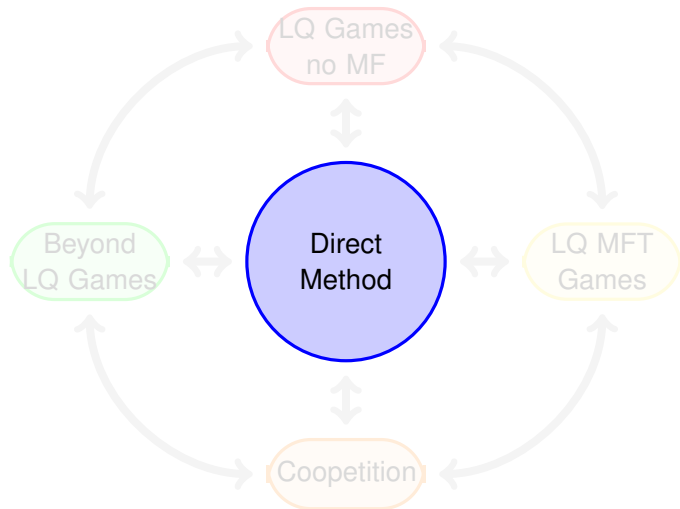 LQ Games
no MF
Beyond
LQ Games
Direct
Method
LQ MFT
Games
Coopetition